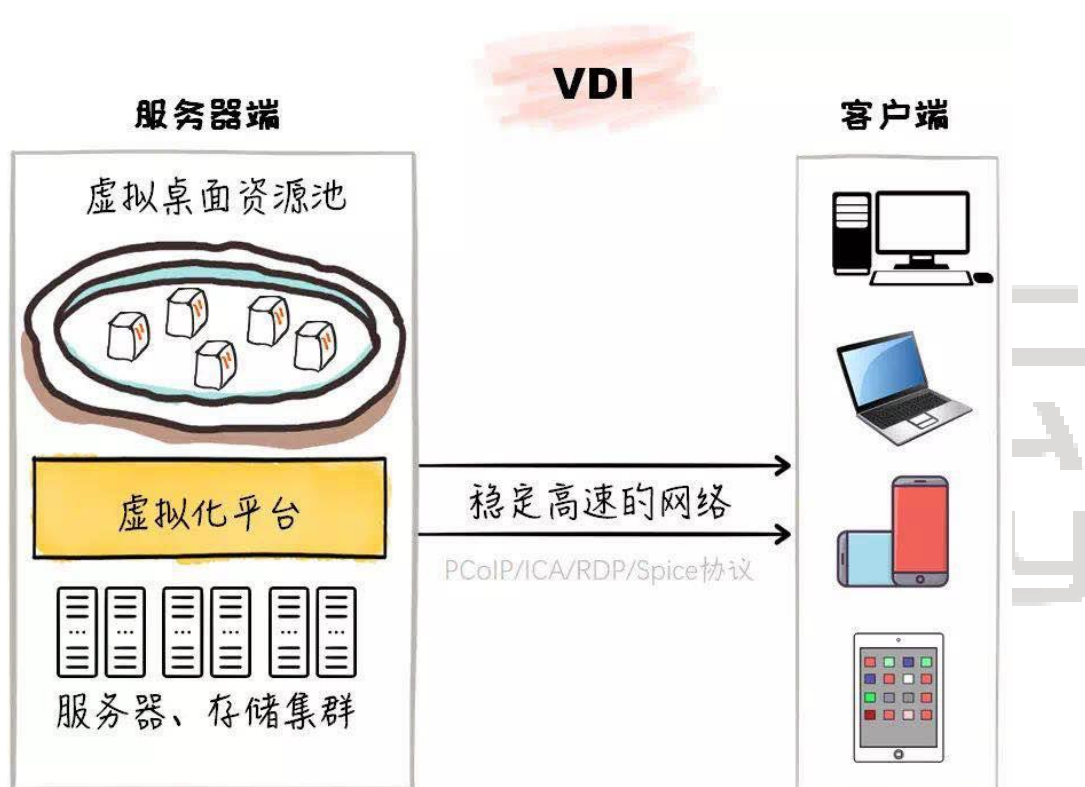 VDI
服务器端
客户端
虚拟桌面资源池
虚拟化平台
稳定高速的网络
PCoIP/ICA/RDP/Spice协议
服务器、存储集群